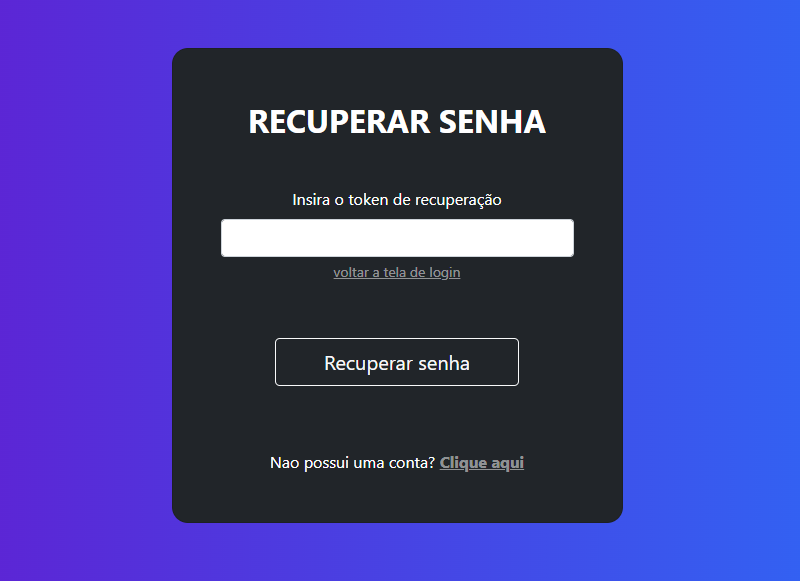 RECUPERAR SENHA
Insira o token de recuperação
voltar a tela de login
Recuperar senha
Nao possui uma conta? Clique aqui